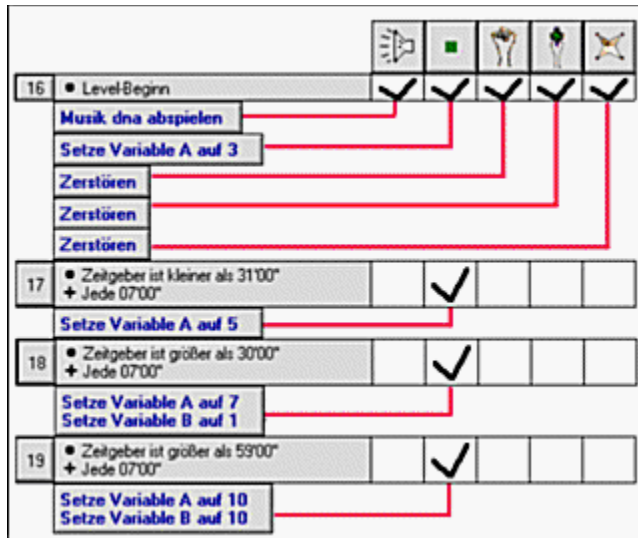 16 • Level-Beginn
Musik dna abspielen
Setze Variable A auf 3
Zerstören
Zerstören
Zerstören
17 • Zeitgeber ist kleiner als 31'00"
+ Jede 07'00"
Setze Variable A auf 5
18 • Zeitgeber ist größer als 30'00"
+ Jede 07'00"
Setze Variable A auf 7
Setze Variable B auf 1
19 • Zeitgeber ist größer als 59'00"
+ Jede 07'00"
Setze Variable A auf 10
Setze Variable B auf 10